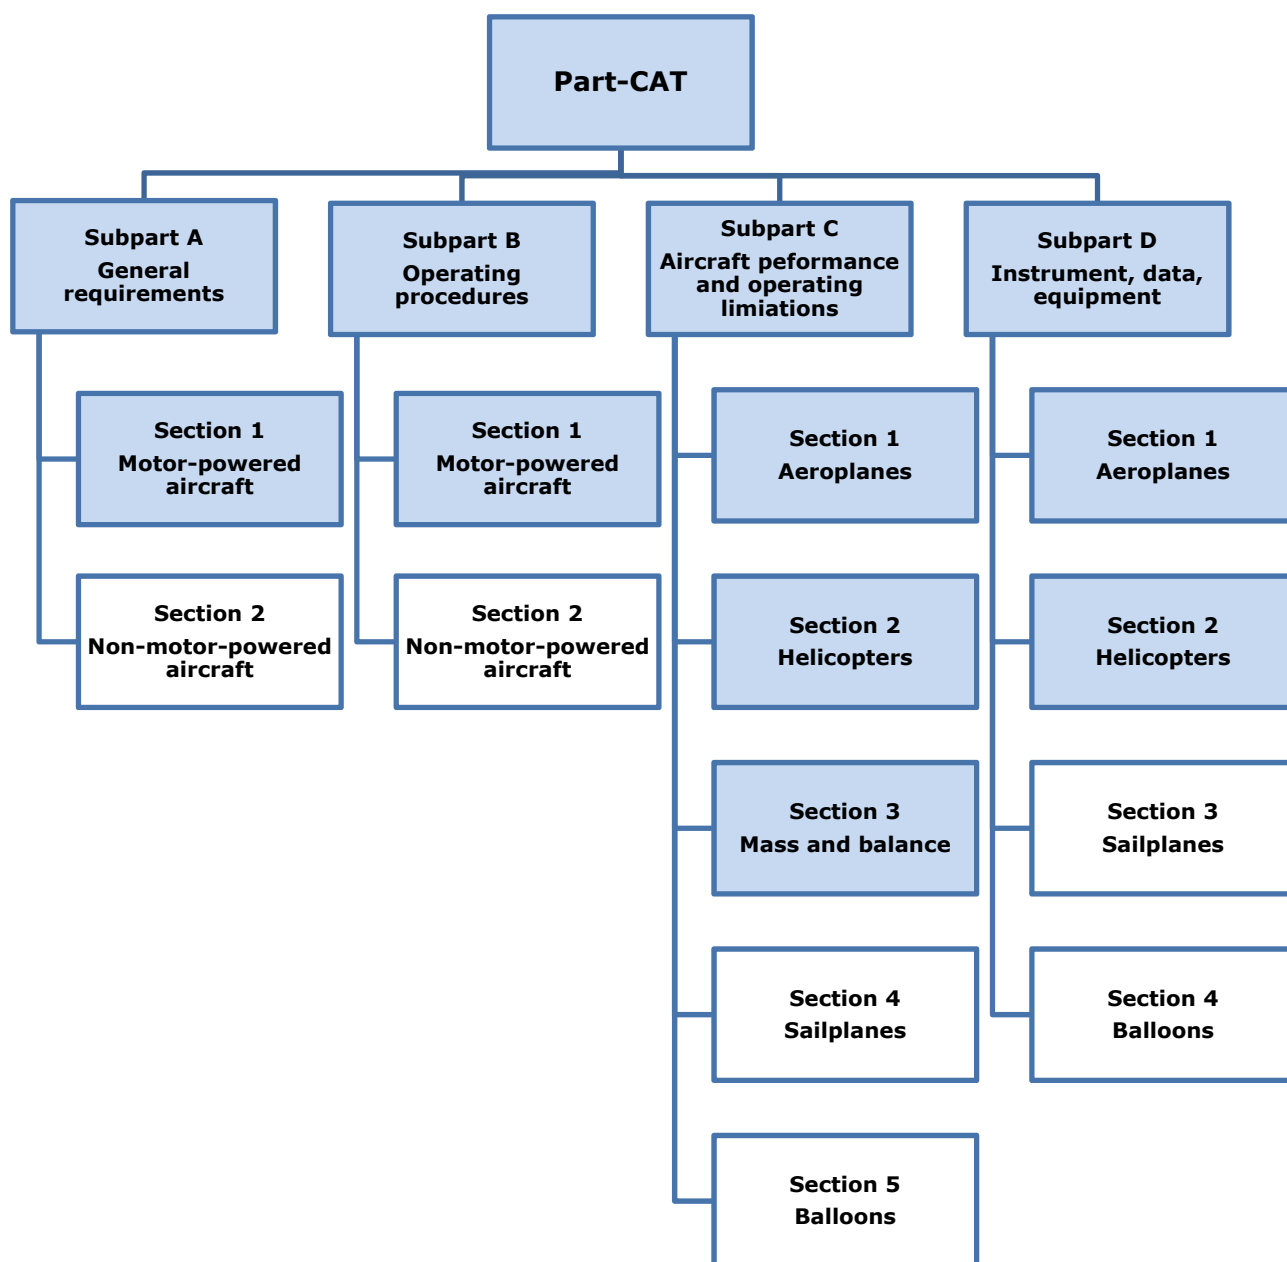 Part-CAT
Subpart A
General
requirements
Section 1
Motor-powered
aircraft
Section 2
Non-motor-powered
aircraft
Subpart B
Operating
procedures
Section 1
Motor-powered
aircraft
Section 2
Non-motor-powered
aircraft
Subpart C
Aircraft peformance
and operating
limiations
Section 1
Aeroplanes
Section 2
Helicopters
Section 3
Mass and balance
Section 4
Sailplanes
Section 5
Balloons
Subpart D
Instrument, data,
equipment
Section 1
Aeroplanes
Section 2
Helicopters
Section 3
Sailplanes
Section 4
Balloons